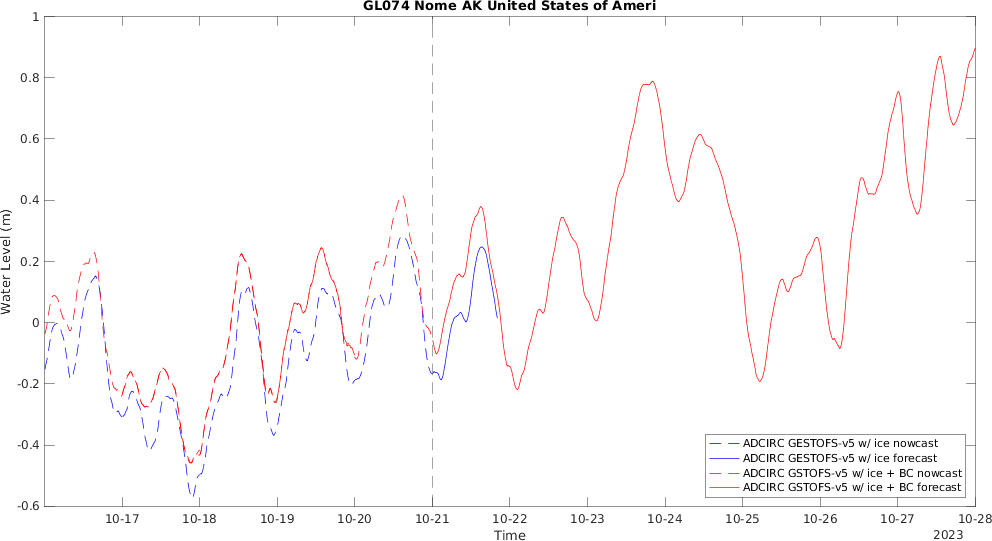 GL074 Nome AK United States of Ameri
1
0.8
0.6
0.4
0.2
0
-0.2
-0.4
-0.6
Water Level (m)
ADCIRC GESTOFS-v5 w/ ice nowcast
ADCIRC GESTOFS-v5 w/ ice forecast
ADCIRC GSTOFS-v5 w/ ice + BC nowcast
ADCIRC GSTOFS-v5 w/ ice + BC forecast
10-17 10-18 10-19 10-20 10-21 10-22 10-23 10-24 10-25 10-26 10-27 10-28
Time
2023